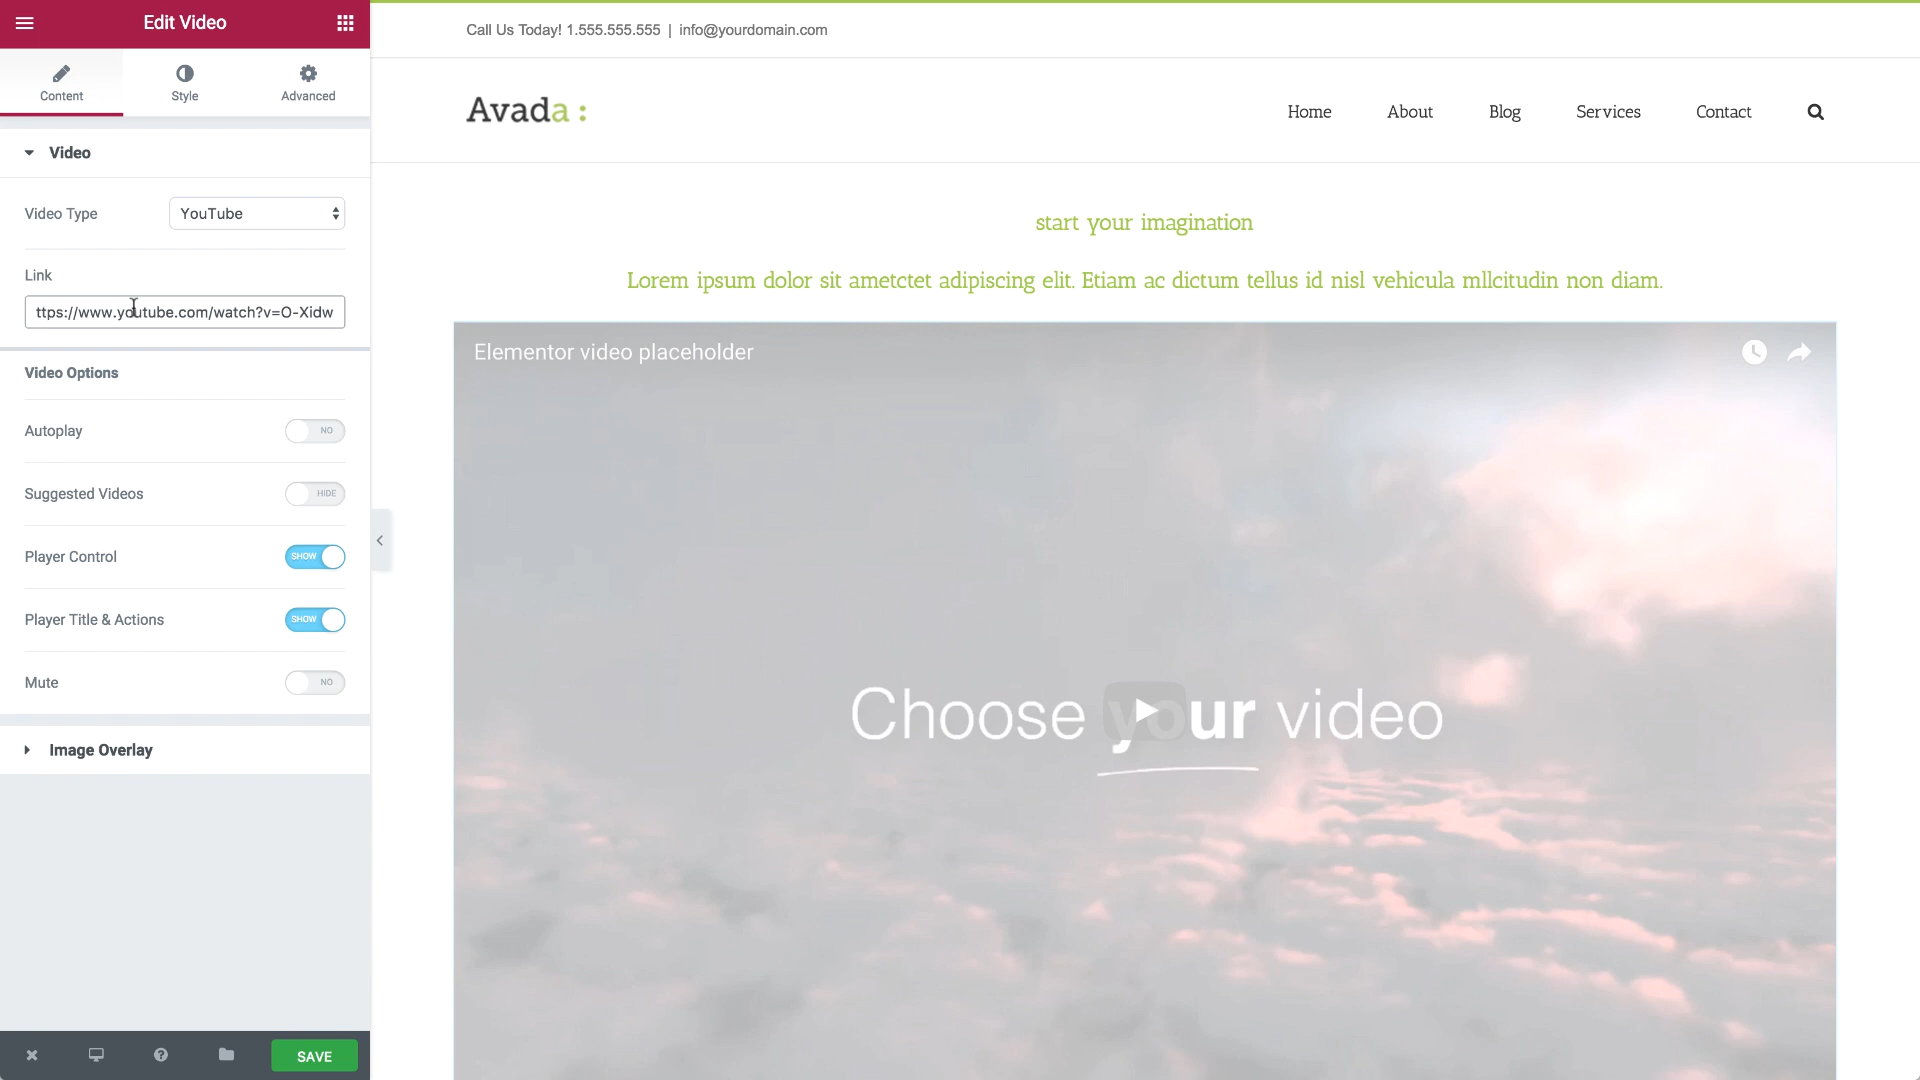 Edit Video
Content
Style
Advanced
Video
Video Type
YouTube
Link
ttps://www.youtube.com/watch?v=O-Xidw
Video Options
Autoplay
NO
Suggested Videos
HIDE
Player Control
SHOW
Player Title & Actions
SHOW
Mute
NO
Image Overlay
SAVE
Call Us Today! 1.555.555.555 | info@yourdomain.com
Avada :
Home
About
Blog
Services
Contact
start your imagination
Lorem ipsum dolor sit ametctet adipiscing elit. Etiam ac dictum tellus id nisl vehicula mllcitudin non diam.
Elementor video placeholder
Choose your video